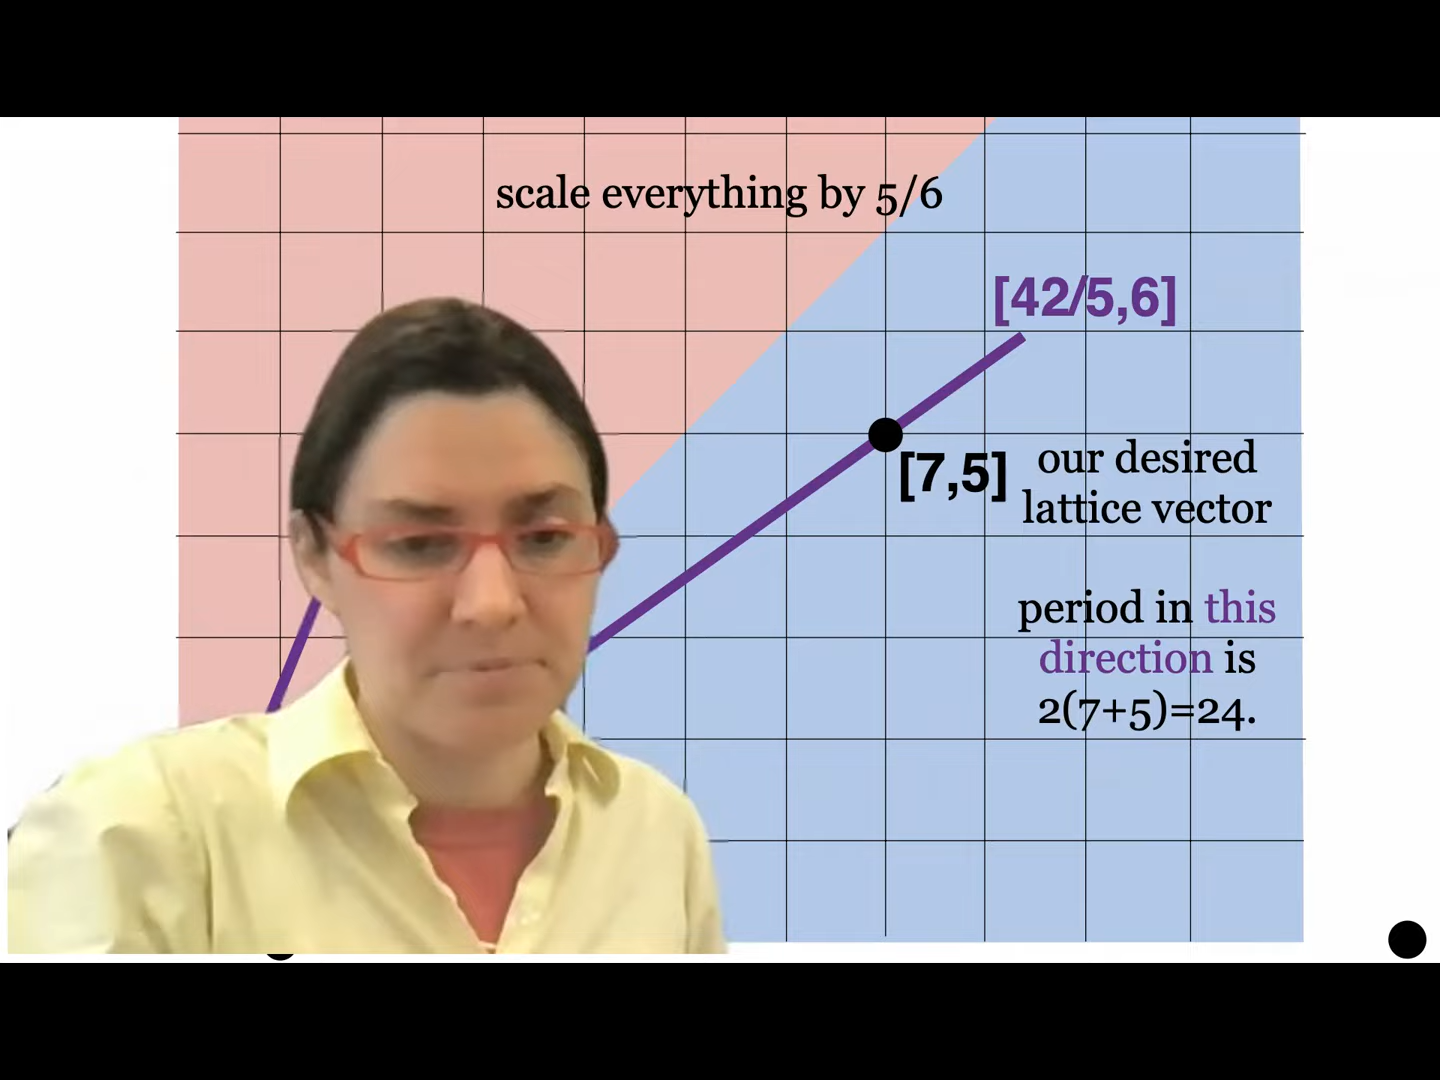 scale everything by 5/6
[42/5,6]
[7,5]
our desired
lattice vector
period in this
direction is
2(7+5)=24.